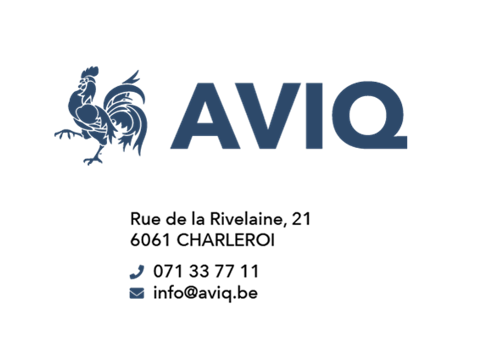 AVIQ
Rue de la Rivelaine, 21
6061 CHARLEROI
071 33 77 11
info@aviq.be